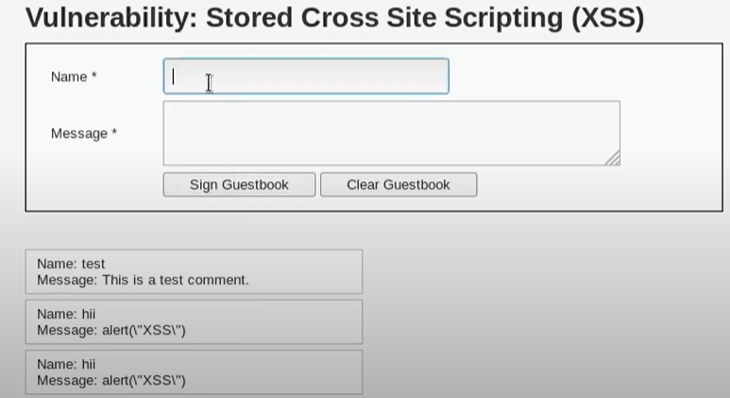 Vulnerability: Stored Cross Site Scripting (XSS)
Name *
Message *
Sign Guestbook Clear Guestbook
Name: test
Message: This is a test comment.
Name: hii
Message: alert(\"XSS\")
Name: hii
Message: alert(\"XSS\")